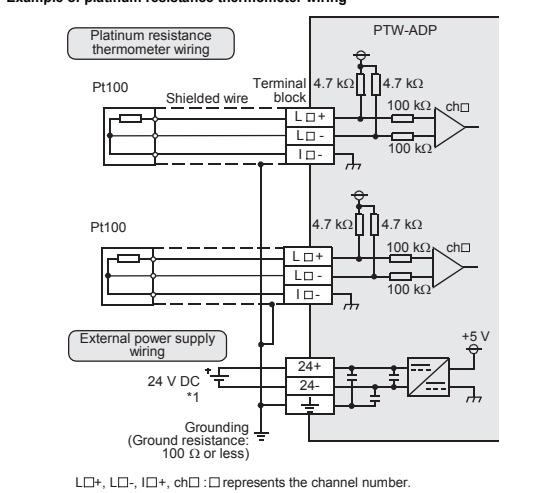 Example of platinum resistance thermometer wiring
PTW-ADP
Platinum resistance
thermometer wiring
Pt100
Shielded wire
Terminal
block
4.7 kΩ
4.7 kΩ
100 kΩ
ch□
L □ +
L □ -
I □ -
100 kΩ
Pt100
4.7 kΩ
4.7 kΩ
100 kΩ
ch□
L □ +
L □ -
I □ -
100 kΩ
External power supply
wiring
+5 V
24 V DC
*1
+
24+
24-
Grounding
(Ground resistance:
100 Ω or less)
L□+, L□-, I□+, ch□ : □ represents the channel number.